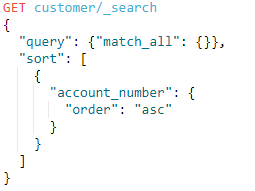 GET customer/_search
{
  "query": {"match_all": {}},
  "sort": [
    {
      "account_number": {
        "order": "asc"
      }
    }
  ]
}